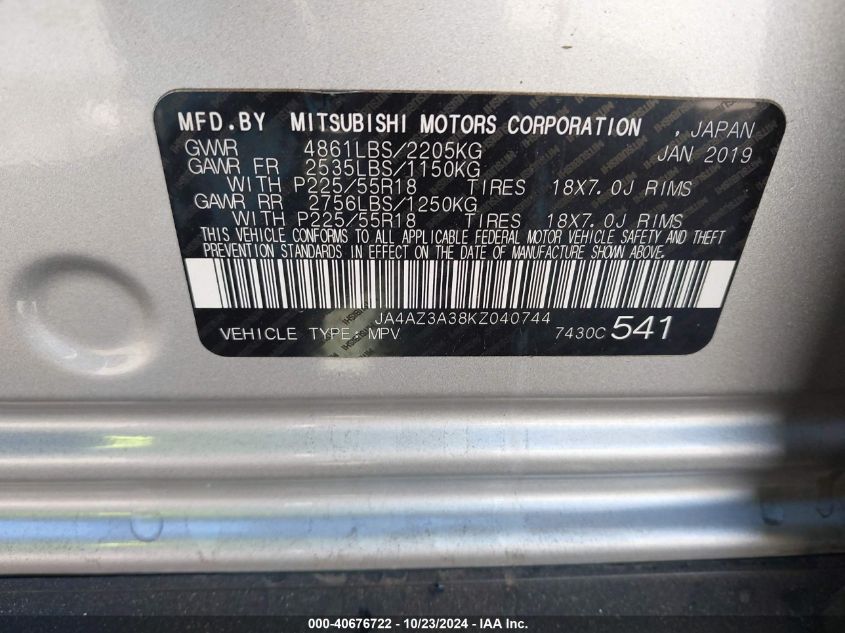 MFD.BY MITSUBISHI MOTORS CORPORATION , JAPAN
GVWR 4861LBS/2205KG JAN 2019
GAWR FR 2535LBS/1150KG
WITH P225/55R18 TIRES 18X7.0J RIMS
GAWR RR 2756LBS/1250KG
WITH P225/55R18 TIRES 18X7.0J RIMS
THIS VEHICLE CONFORMS TO ALL APPLICABLE FEDERAL MOTOR VEHICLE SAFETY AND THEFT
PREVENTION STANDARDS IN EFFECT ON THE DATE OF MANUFACTURE SHOWN ABOVE.
JA4AZ3A38KZ040744
VEHICLE TYPE:MPV 7430C 541
000-40676722 - 10/23/2024 - IAA Inc.